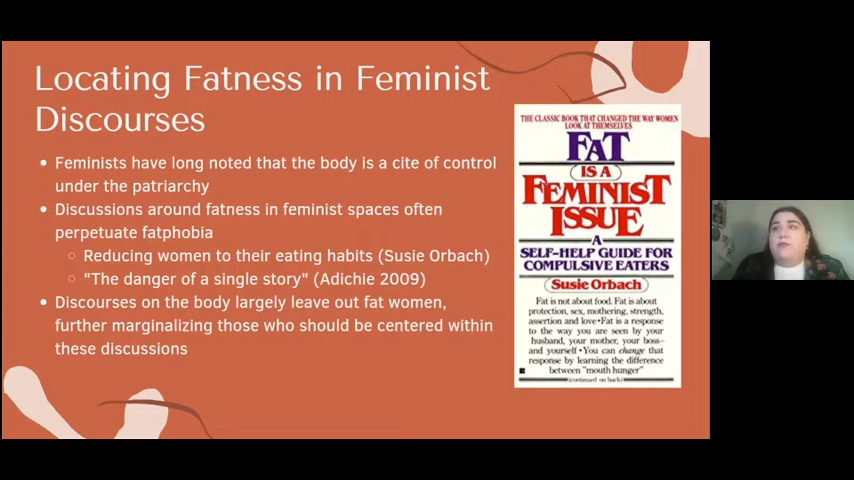 Locating Fatness in Feminist
Discourses
• Feminists have long noted that the body is a cite of control
under the patriarchy
• Discussions around fatness in feminist spaces often
perpetuate fatphobia
○ Reducing women to their eating habits (Susie Orbach)
○ "The danger of a single story" (Adichie 2009)
• Discourses on the body largely leave out fat women,
further marginalizing those who should be centered within
these discussions
THE CLASSIC BOOK THAT CHANGED THE WAY WOMEN
LOOK AT THEMSELVES
FAT
IS A
FEMINIST
ISSUE
A
SELF-HELP GUIDE FOR
COMPULSIVE EATERS
Susie Orbach
Fat is not about food. Fat is about
protection, sex, mothering, strength,
assertion and love•Fat is a response
to the way you are seen by your
husband, your mother, your boss—
and yourself•You can change that
response by learning the difference
between "mouth hunger"
(continued on back)